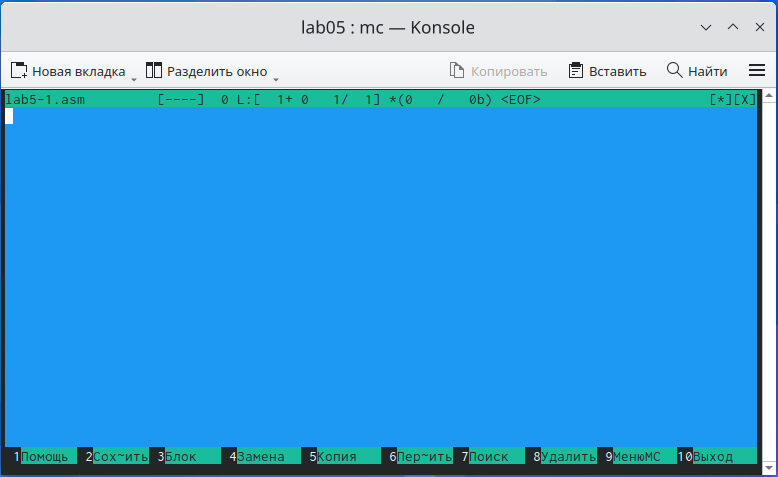 lab05 : mc — Konsole
Новая вкладка Разделить окно Копировать Вставить Найти
lab5-1.asm [----] 0 L:[ 1+ 0 1/ 1] *(0 / 0b) <EOF> [*][X]
1Помощь 2Сох~ить 3Блок 4Замена 5Копия 6Пер~ить 7Поиск 8Удалить 9МенюМС 10Выход